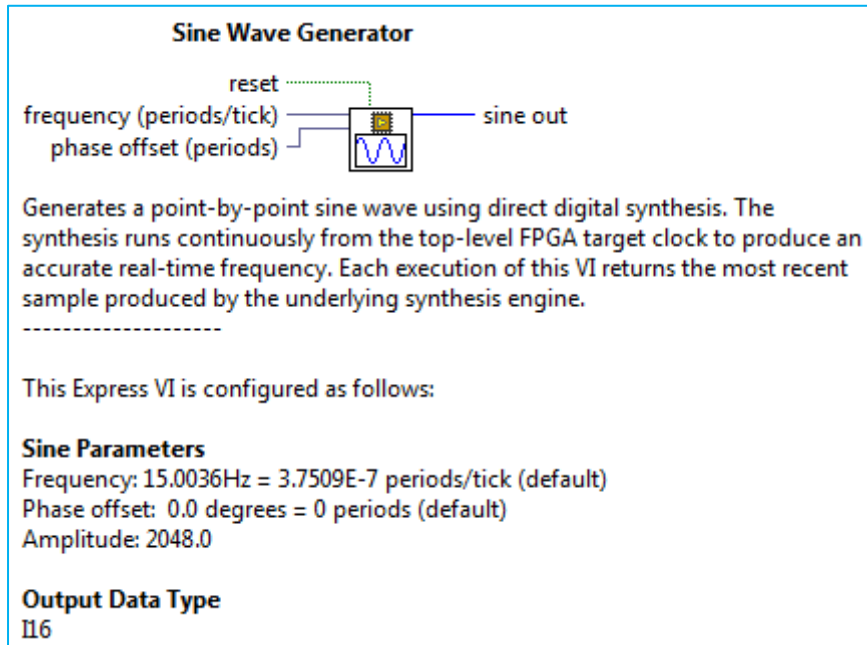 Sine Wave Generator
reset
frequency (periods/tick)
sine out
phase offset (periods)
Generates a point-by-point sine wave using direct digital synthesis. The
synthesis runs continuously from the top-level FPGA target clock to produce an
accurate real-time frequency. Each execution of this VI returns the most recent
sample produced by the underlying synthesis engine.
--------------------
This Express VI is configured as follows:
Sine Parameters
Frequency: 15.0036Hz = 3.7509E-7 periods/tick (default)
Phase offset:  0.0 degrees = 0 periods (default)
Amplitude: 2048.0
Output Data Type
I16